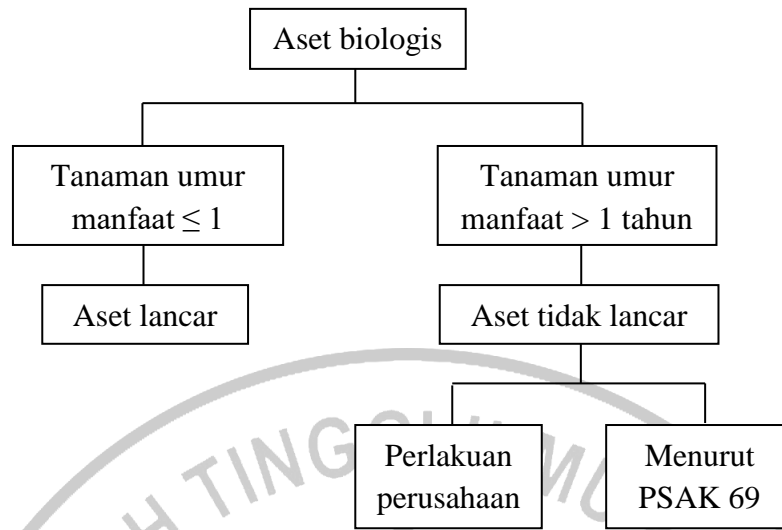 Aset biologis
Tanaman umur
manfaat ≤ 1
Tanaman umur
manfaat > 1 tahun
Aset lancar
Aset tidak lancar
Perlakuan
perusahaan
Menurut
PSAK 69